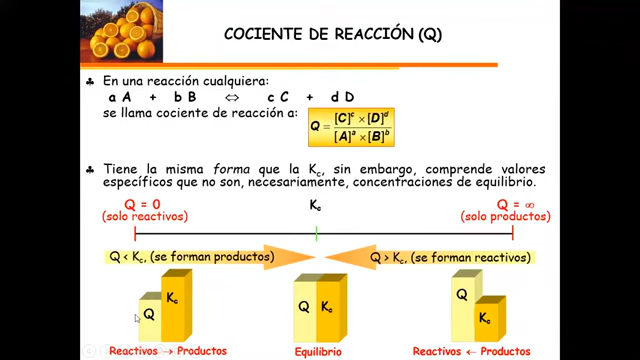 COCIENTE DE REACCIÓN (Q)
♣ En una reacción cualquiera:
a A + b B ⇔ c C + d D
se llama cociente de reacción a:
Q = [C]^c × [D]^d / [A]^a × [B]^b
♣ Tiene la misma forma que la Kc, sin embargo, comprende valores
específicos que no son, necesariamente, concentraciones de equilibrio.
Q = 0 Kc Q = ∞
(solo reactivos) (solo productos)
Q < Kc, (se forman productos) Q > Kc, (se forman reactivos)
Q Kc Q Kc Q Kc
Reactivos → Productos Equilibrio Reactivos ← Productos